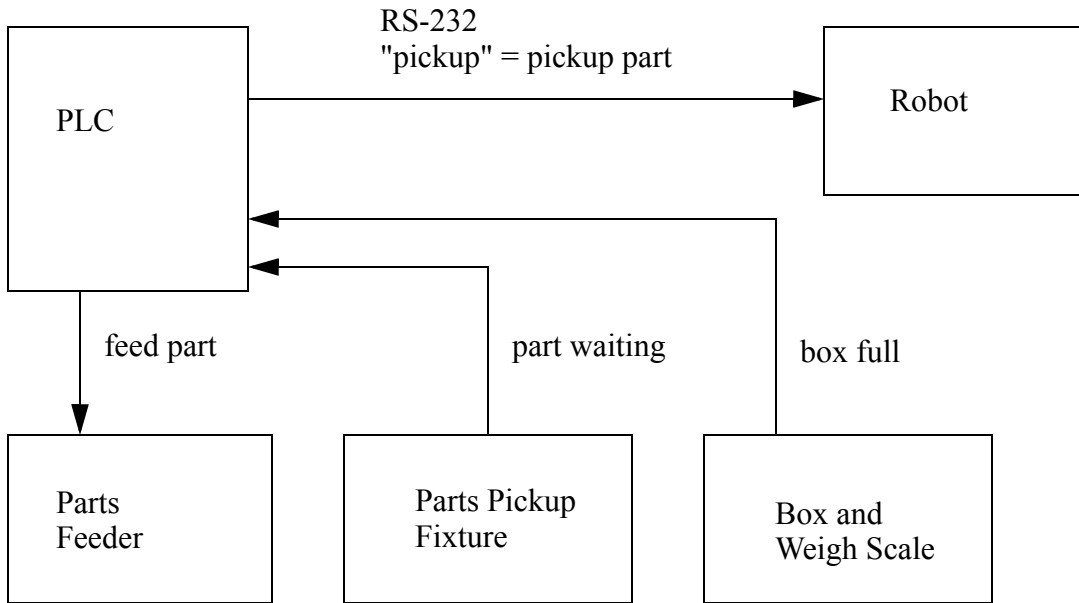 RS-232
"pickup" = pickup part
PLC
Robot
feed part
part waiting
box full
Parts
Feeder
Parts Pickup
Fixture
Box and
Weigh Scale